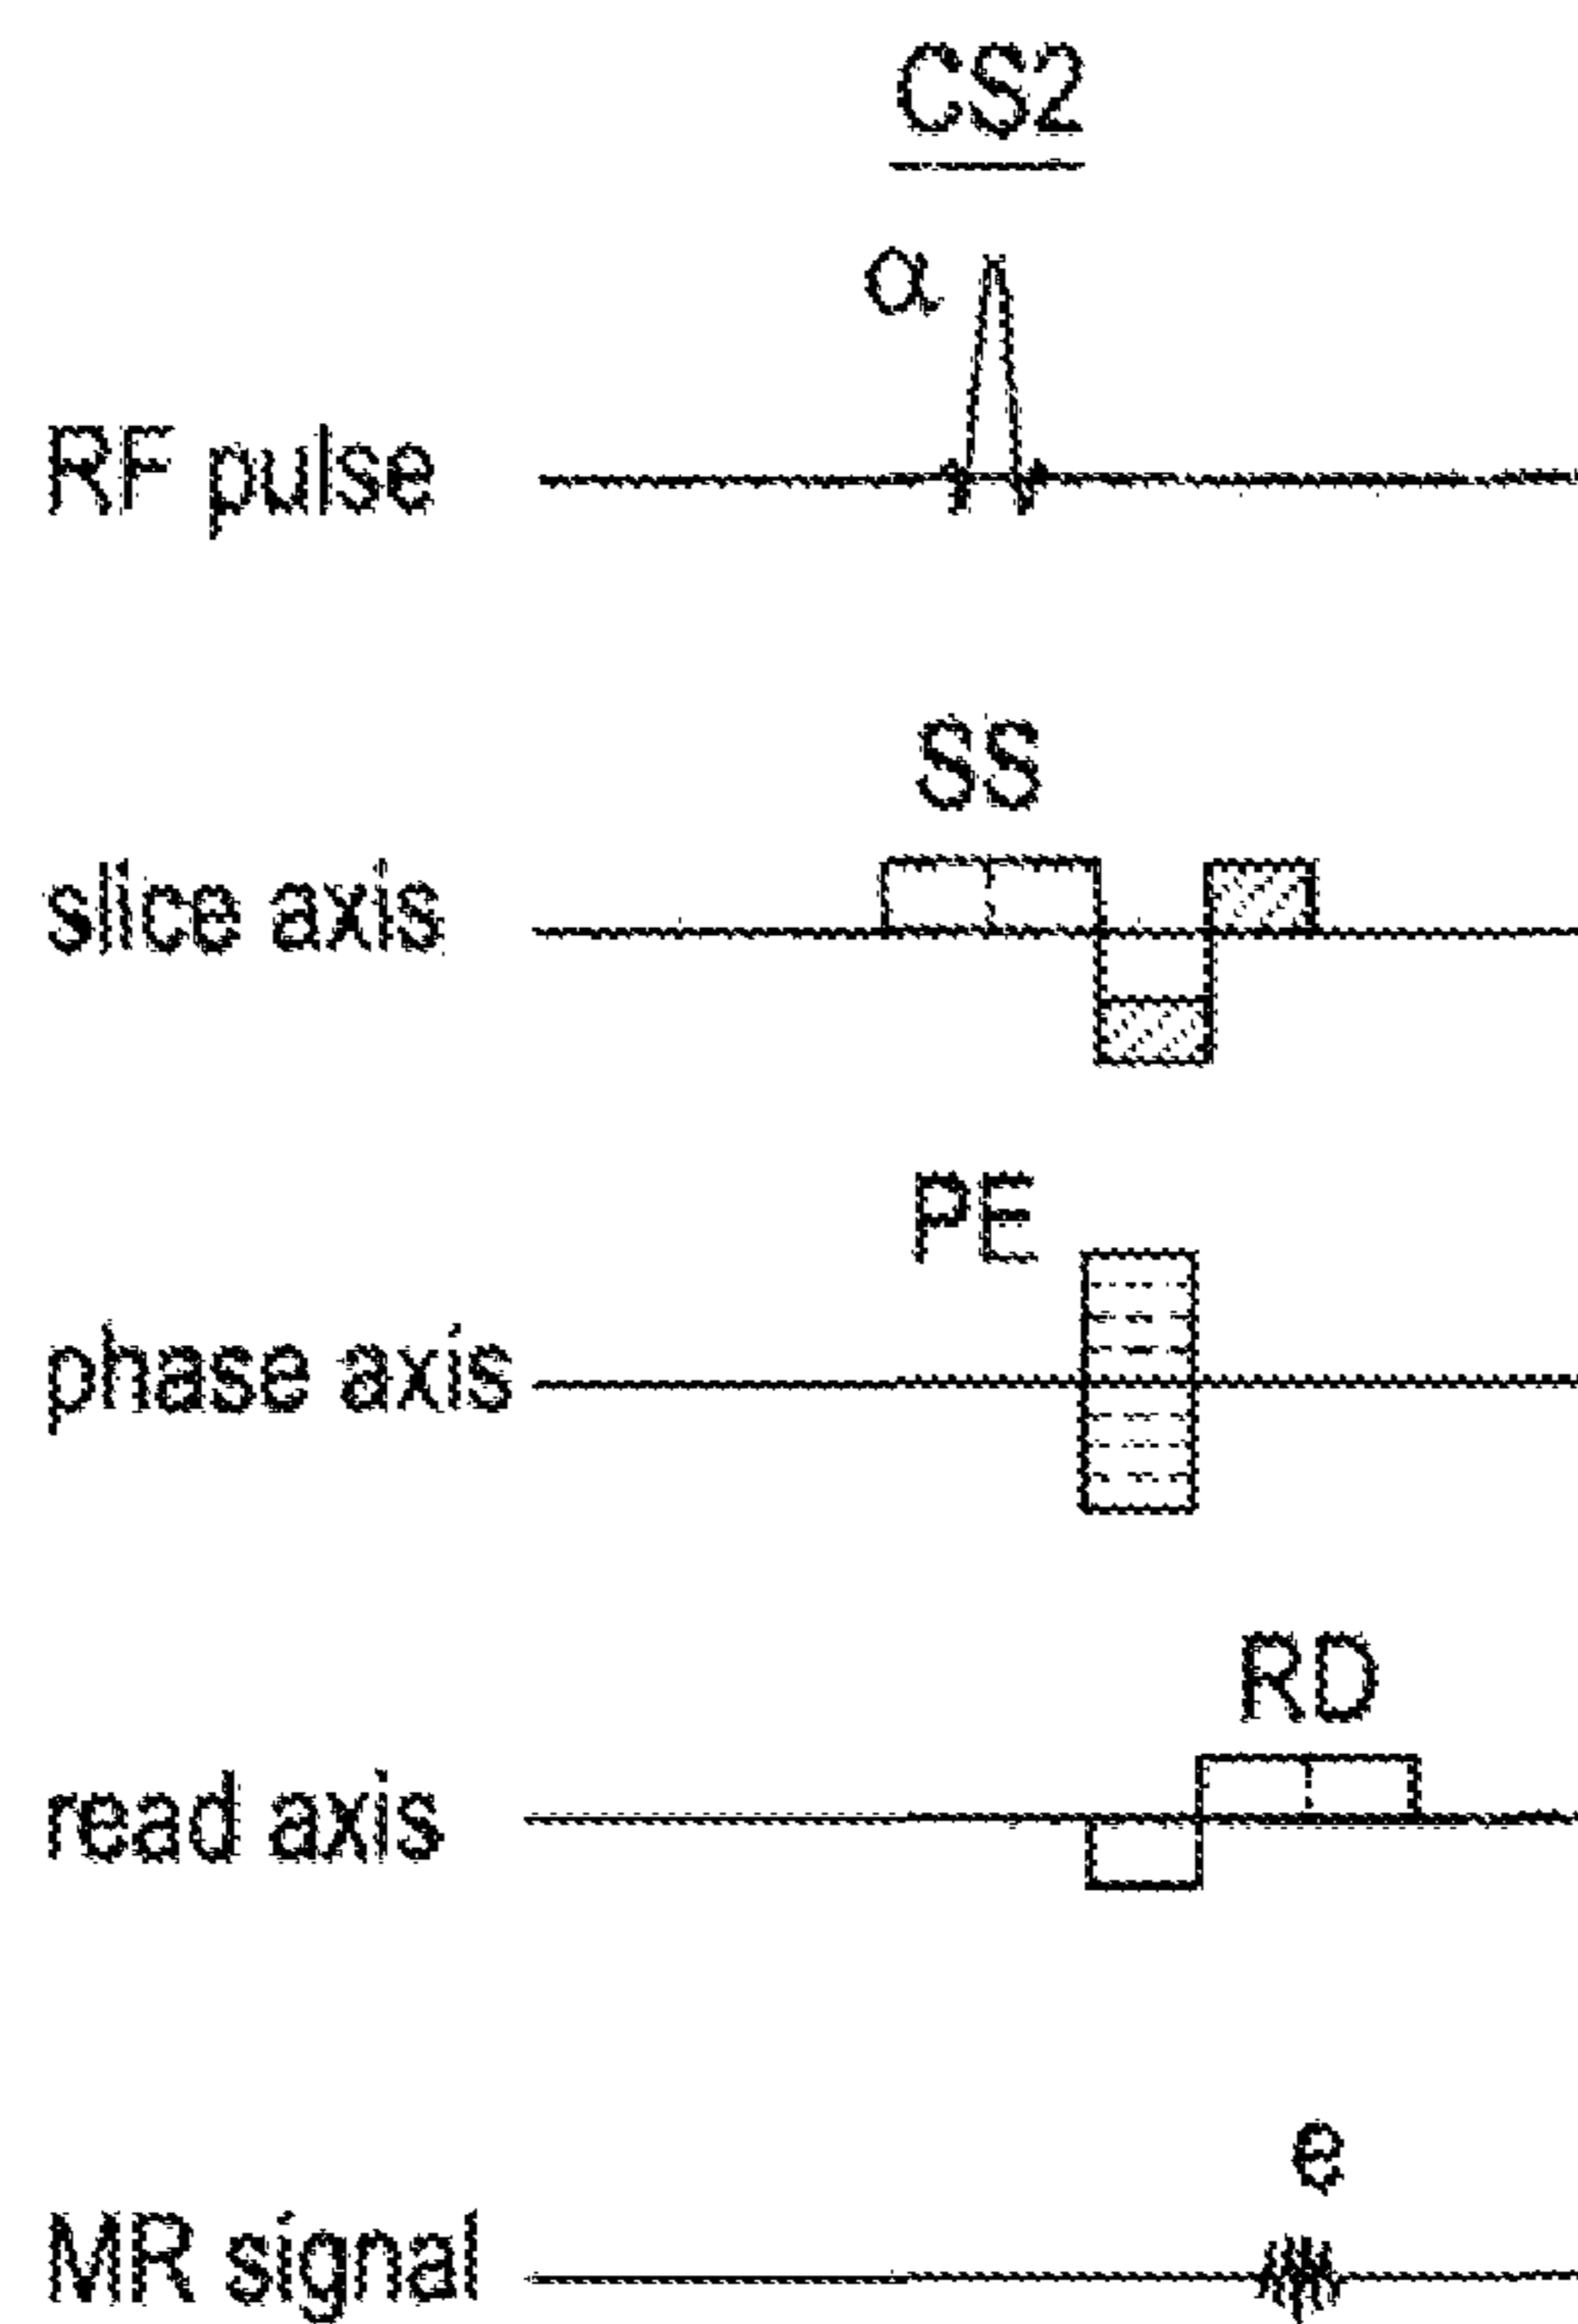 CS2
α
RF pulse
SS
slice axis
PE
phase axis
RD
read axis
e
MR signal